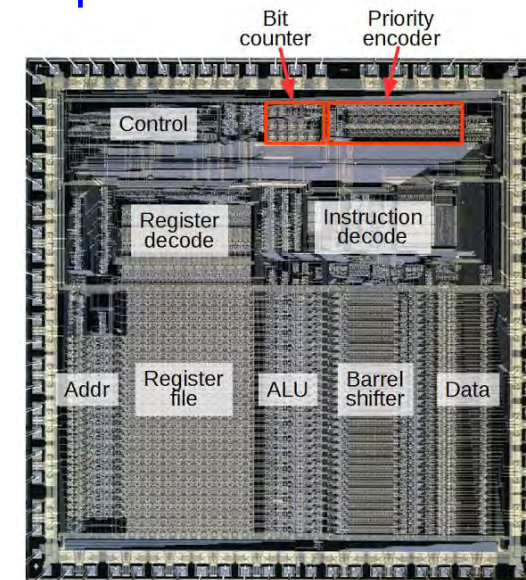 Bit
counter
Priority
encoder
Control
Register
decode
Instruction
decode
Addr
Register
file
ALU
Barrel
shifter
Data